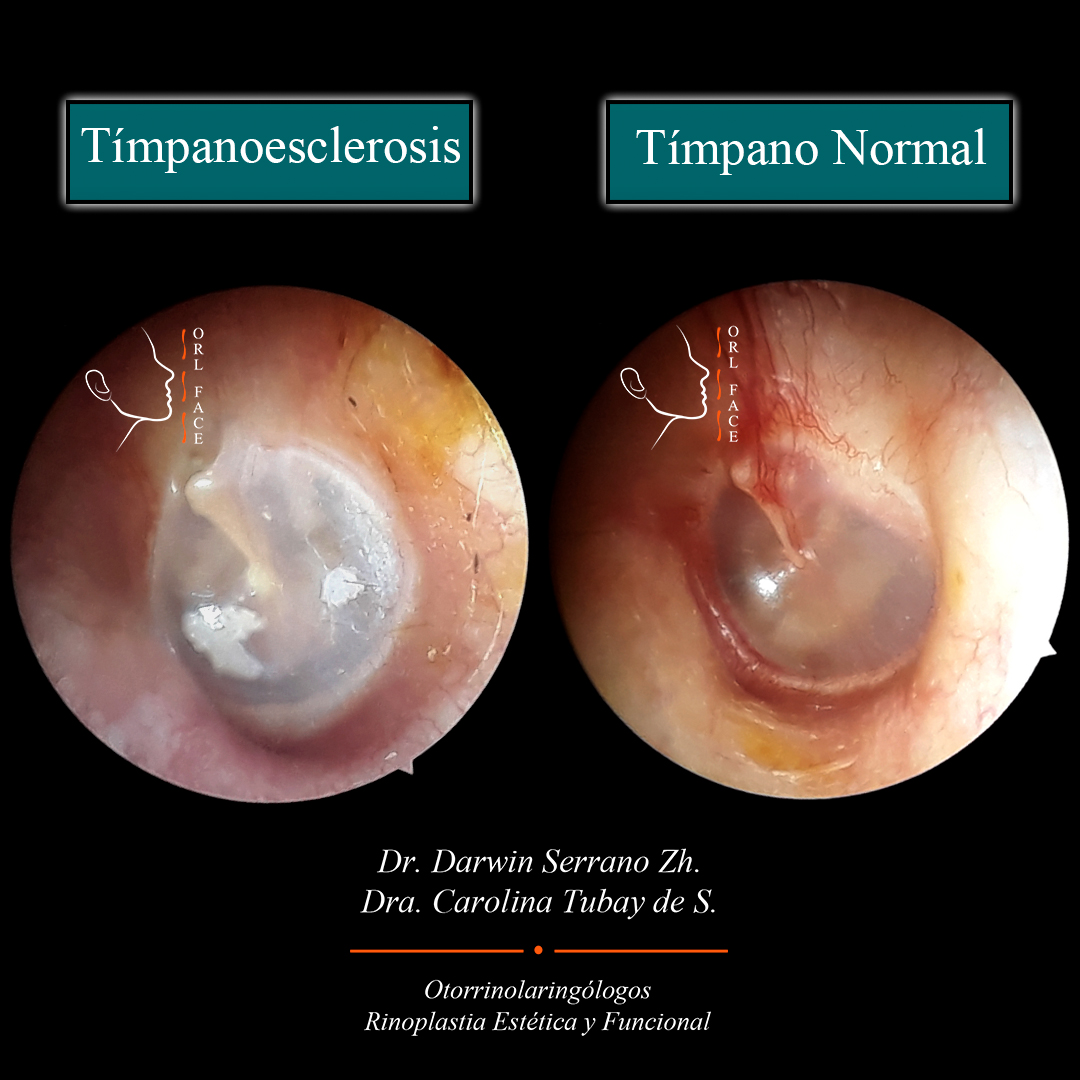 Tímpanoesclerosis
Tímpano Normal
ORL FACE
ORL FACE
Dr. Darwin Serrano Zh.
Dra. Carolina Tubay de S.
Otorrinolaringólogos
Rinoplastia Estética y Funcional